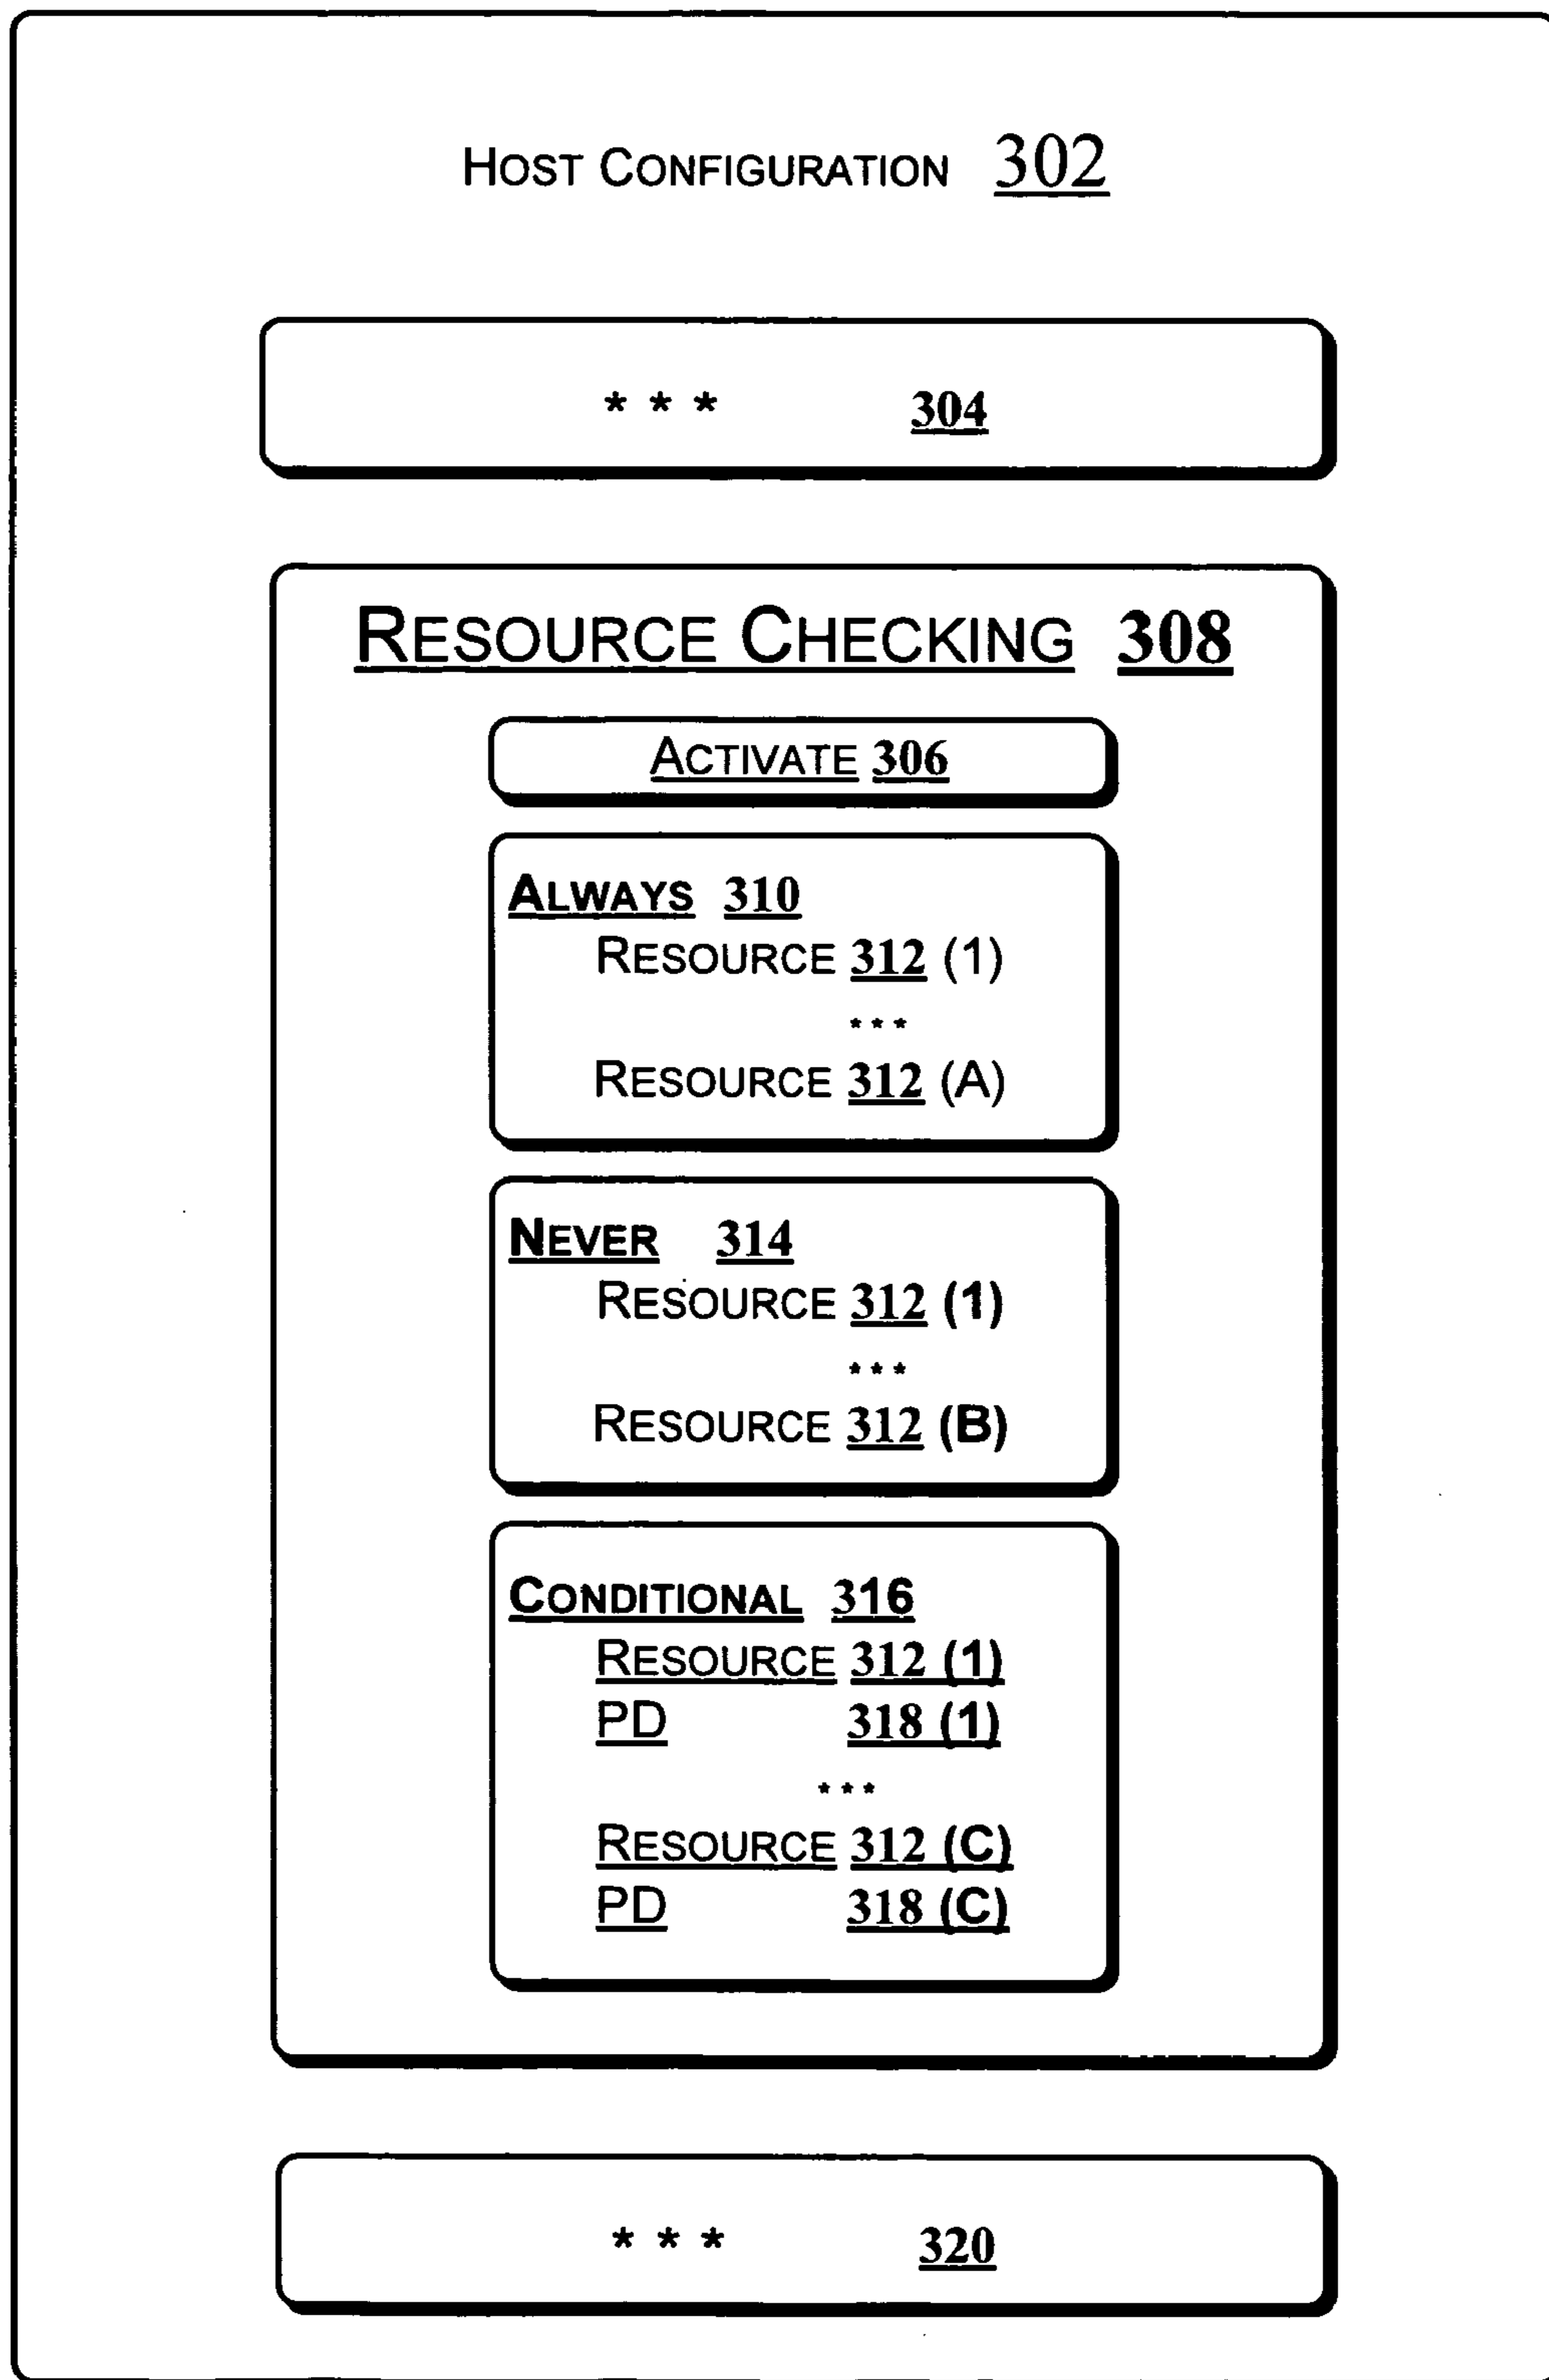 HOST CONFIGURATION 302
* * * 304
RESOURCE CHECKING 308
ACTIVATE 306
ALWAYS 310
RESOURCE 312 (1)
* * *
RESOURCE 312 (A)
NEVER 314
RESOURCE 312 (1)
* * *
RESOURCE 312 (B)
CONDITIONAL 316
RESOURCE 312 (1)
PD 318 (1)
* * *
RESOURCE 312 (C)
PD 318 (C)
* * * 320